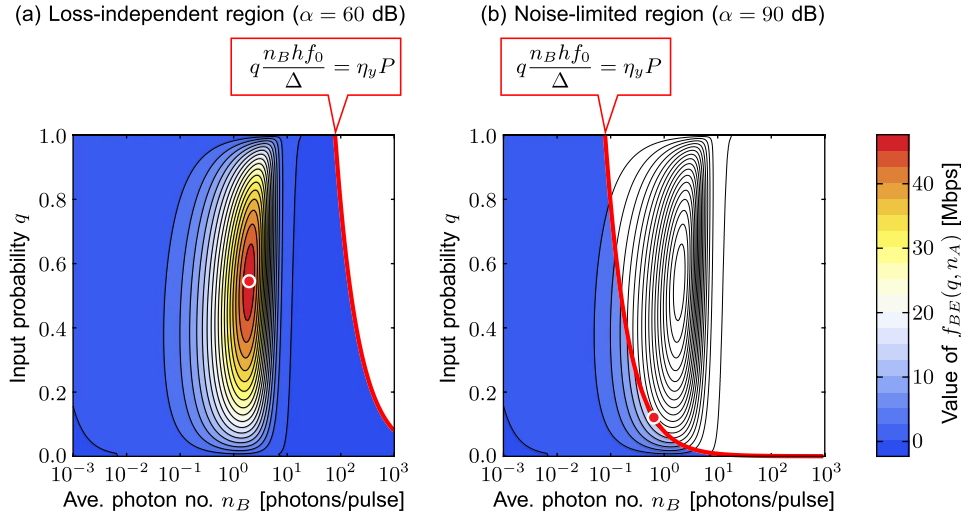 (a) Loss-independent region (α = 60 dB)
q n_B h f_0 / Δ = η_y P
1.0
0.8
0.6
0.4
0.2
0.0
Input probability q
10^−3 10^−2 10^−1 10^0 10^1 10^2 10^3
Ave. photon no. n_B [photons/pulse]
(b) Noise-limited region (α = 90 dB)
q n_B h f_0 / Δ = η_y P
1.0
0.8
0.6
0.4
0.2
0.0
Input probability q
10^−3 10^−2 10^−1 10^0 10^1 10^2 10^3
Ave. photon no. n_B [photons/pulse]
40
30
20
10
0
Value of f_BE(q, n_A) [Mbps]